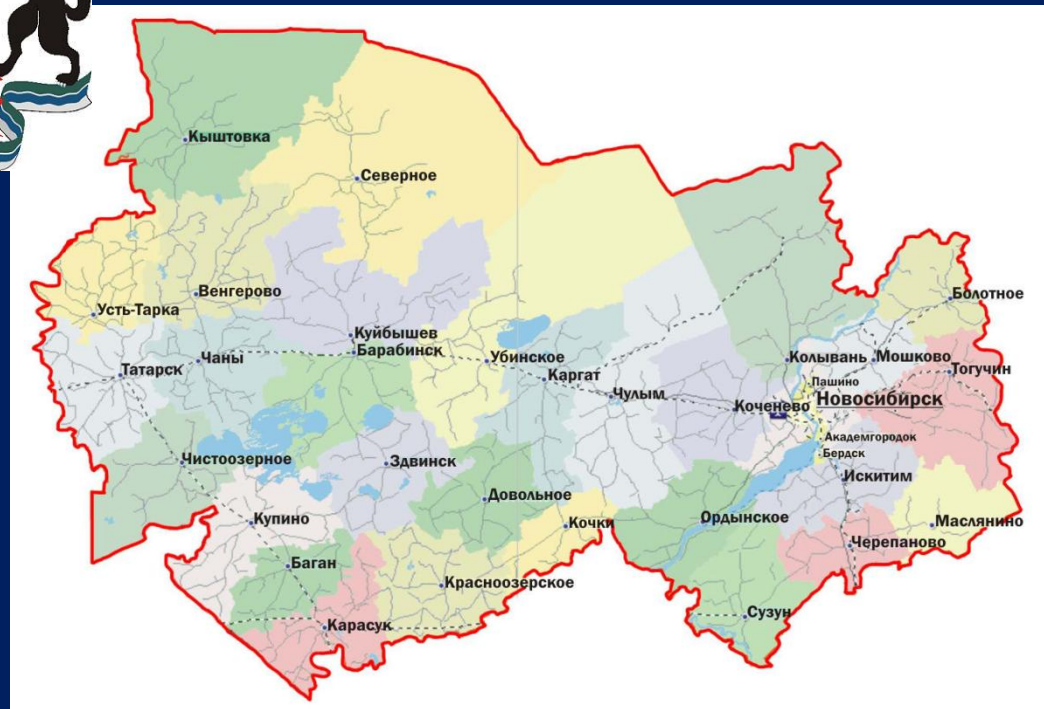 Кыштовка
Северное
Венгерово
Усть-Тарка
Болотное
Куйбышев
Барабинск
Чаны
Убинское
Колывань
Мошково
Татарск
Каргат
Тогучин
Пашино
Чулым
Новосибирск
Коченево
Академгородок
Бердск
Чистоозерное
Здвинск
Искитим
Довольное
Купино
Кочки
Ордынское
Маслянино
Черепаново
Баган
Красноозерское
Карасук
Сузун